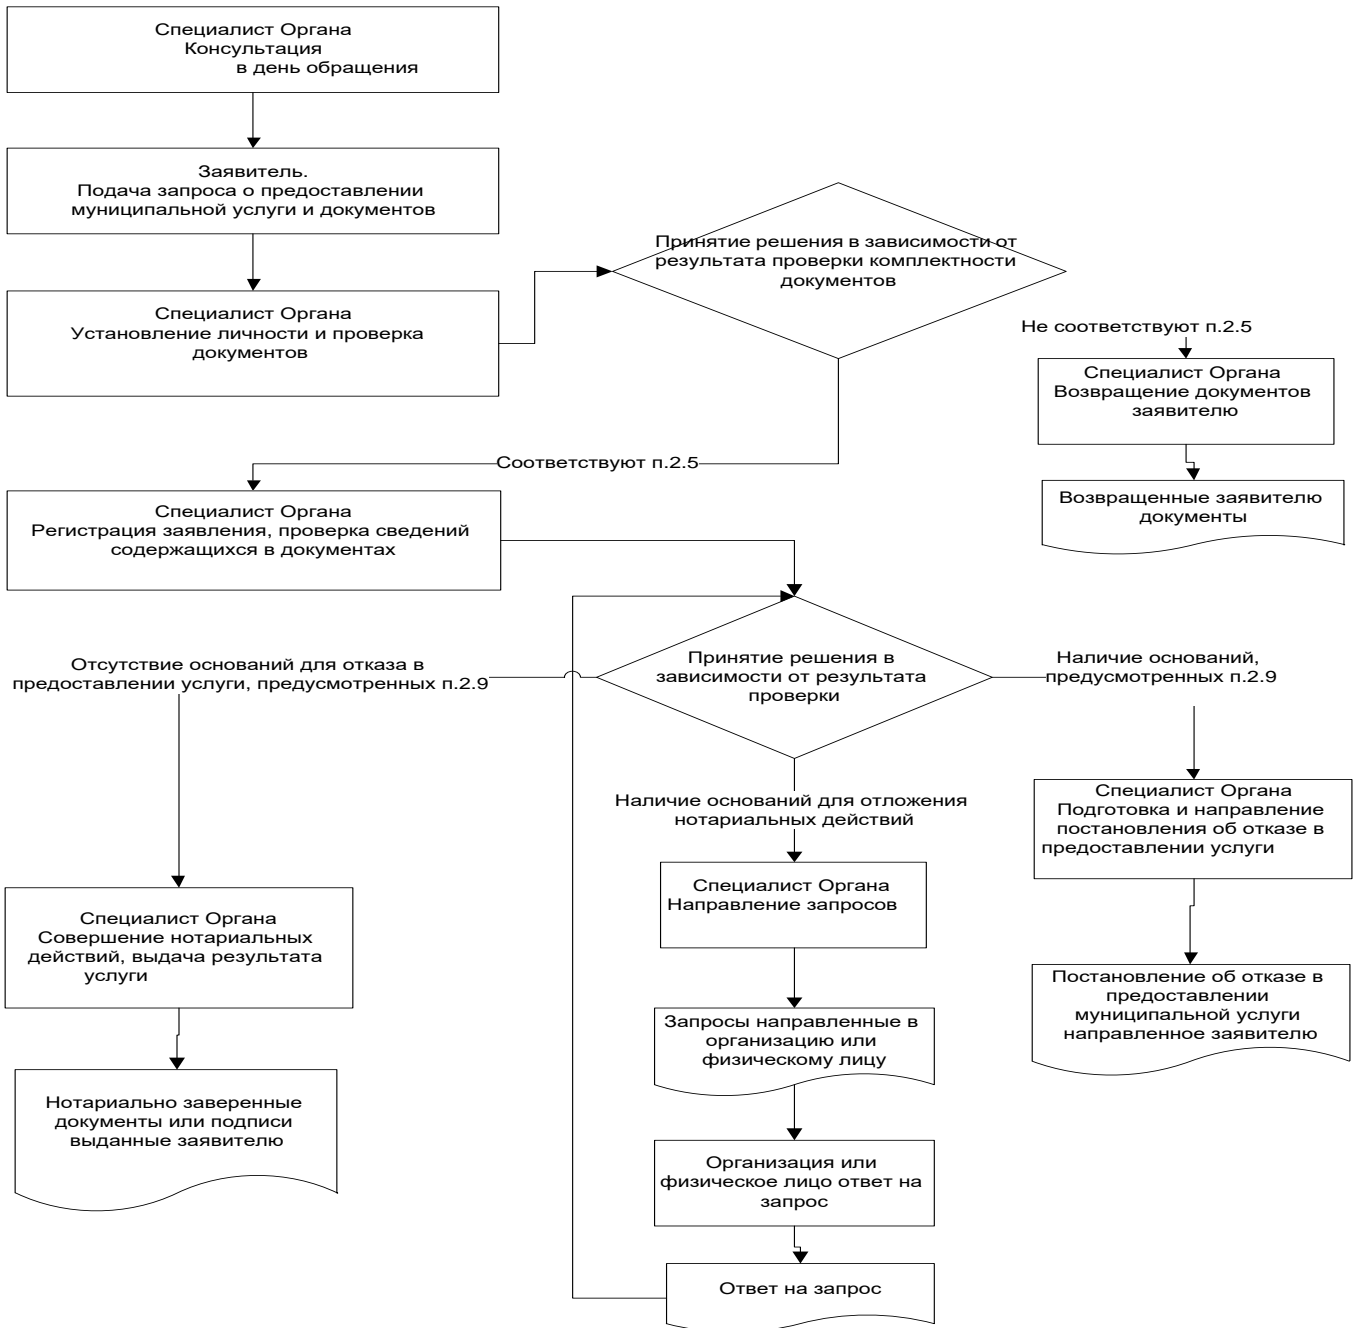 Специалист Органа
Консультация
в день обращения
Заявитель.
Подача запроса о предоставлении
муниципальной услуги и документов
Специалист Органа
Установление личности и проверка
документов
Принятие решения в зависимости от
результата проверки комплектности
документов
Не соответствуют п.2.5
Специалист Органа
Возвращение документов
заявителю
Возвращенные заявителю
документы
Соответствуют п.2.5
Специалист Органа
Регистрация заявления, проверка сведений
содержащихся в документах
Принятие решения в
зависимости от результата
проверки
Отсутствие оснований для отказа в
предоставлении услуги, предусмотренных п.2.9
Наличие оснований,
предусмотренных п.2.9
Наличие оснований для отложения
нотариальных действий
Специалист Органа
Подготовка и направление
постановления об отказе в
предоставлении услуги
Специалист Органа
Направление запросов
Специалист Органа
Совершение нотариальных
действий, выдача результата
услуги
Постановление об отказе в
предоставлении
муниципальной услуги
направленное заявителю
Запросы направленные в
организацию или
физическому лицу
Нотариально заверенные
документы или подписи
выданные заявителю
Организация или
физическое лицо ответ на
запрос
Ответ на запрос